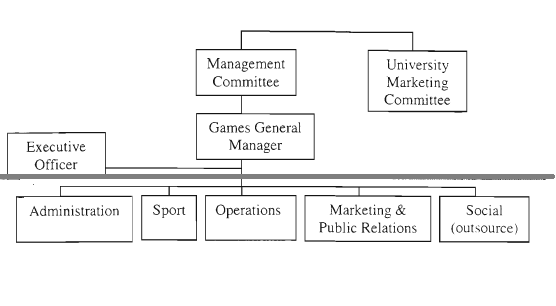 Management
Committee
University
Marketing
Committee
Games General
Manager
Executive
Officer
Administration
Sport
Operations
Marketing &
Public Relations
Social
(outsource)